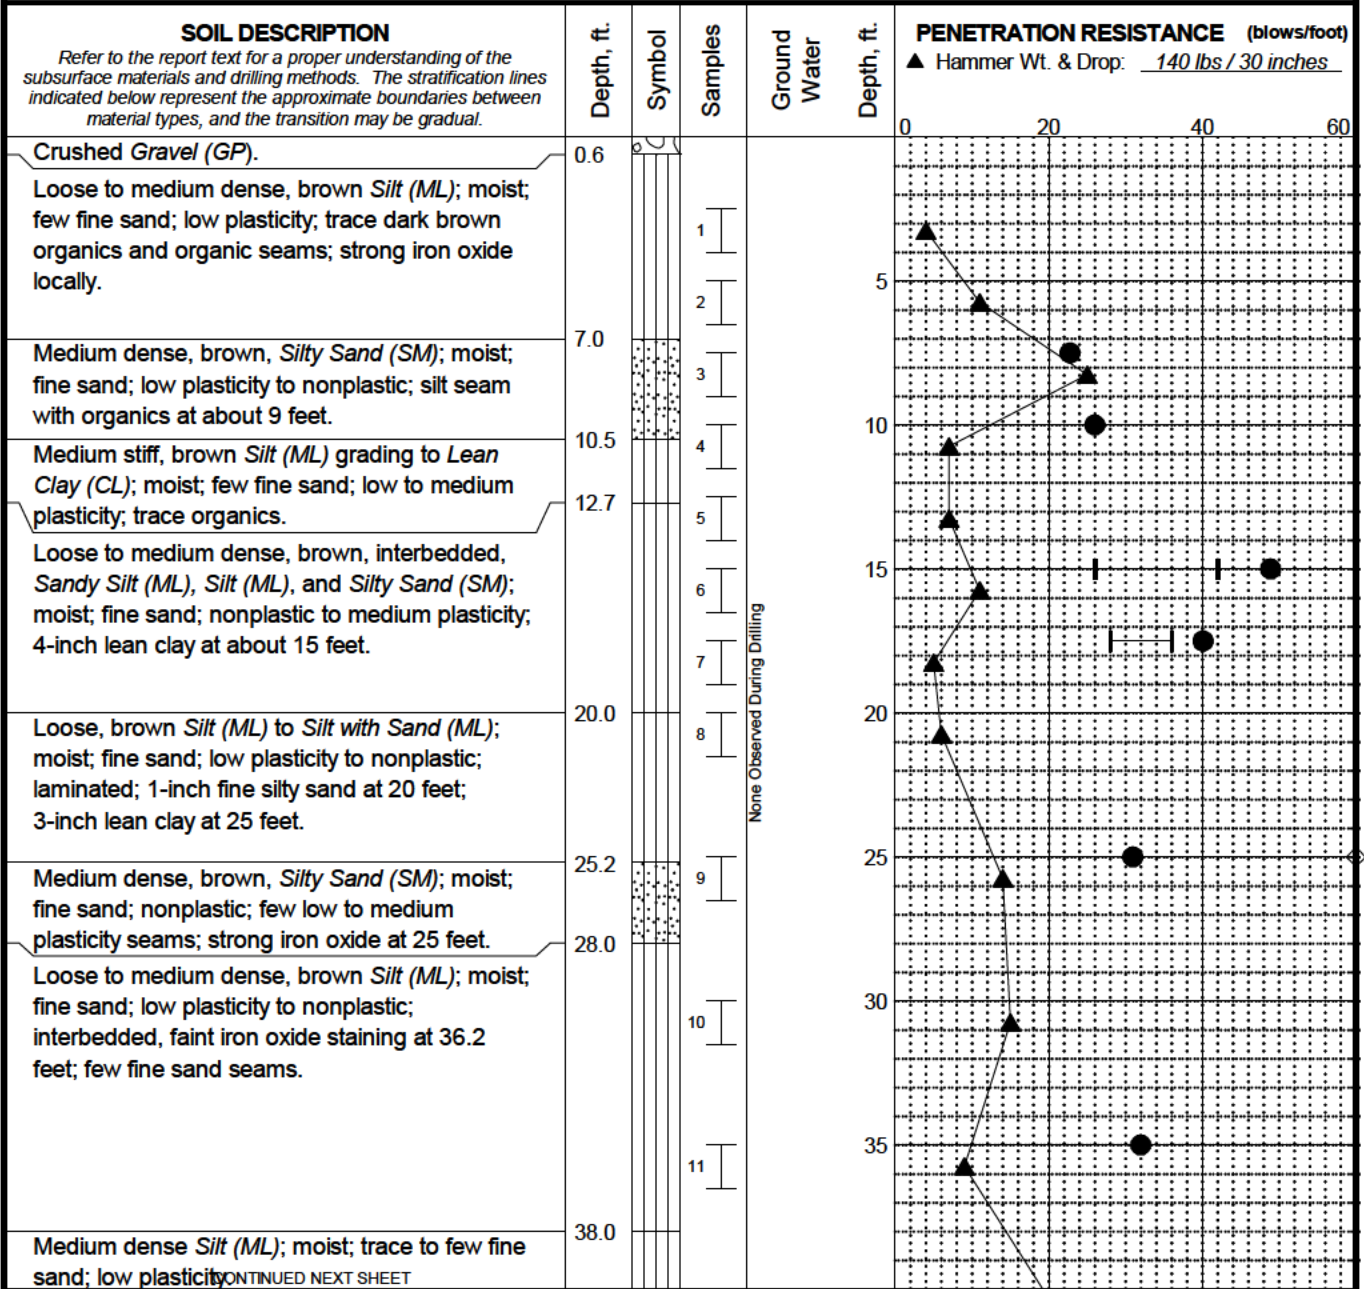 SOIL DESCRIPTION
Refer to the report text for a proper understanding of the
subsurface materials and drilling methods. The stratification lines
indicated below represent the approximate boundaries between
material types, and the transition may be gradual.
Depth, ft.
Symbol
Samples
Ground
Water
Depth, ft.
PENETRATION RESISTANCE (blows/foot)
▲ Hammer Wt. & Drop: 140 lbs / 30 inches
0 20 40 60
Crushed Gravel (GP).
0.6
Loose to medium dense, brown Silt (ML); moist;
few fine sand; low plasticity; trace dark brown
organics and organic seams; strong iron oxide
locally.
1
5
2
7.0
Medium dense, brown, Silty Sand (SM); moist;
fine sand; low plasticity to nonplastic; silt seam
with organics at about 9 feet.
3
10
10.5
Medium stiff, brown Silt (ML) grading to Lean
Clay (CL); moist; few fine sand; low to medium
plasticity; trace organics.
4
12.7
5
Loose to medium dense, brown, interbedded,
Sandy Silt (ML), Silt (ML), and Silty Sand (SM);
moist; fine sand; nonplastic to medium plasticity;
4-inch lean clay at about 15 feet.
15
6
7
None Observed During Drilling
20.0
20
Loose, brown Silt (ML) to Silt with Sand (ML);
moist; fine sand; low plasticity to nonplastic;
laminated; 1-inch fine silty sand at 20 feet;
3-inch lean clay at 25 feet.
8
25
25.2
Medium dense, brown, Silty Sand (SM); moist;
fine sand; nonplastic; few low to medium
plasticity seams; strong iron oxide at 25 feet.
9
28.0
Loose to medium dense, brown Silt (ML); moist;
fine sand; low plasticity to nonplastic;
interbedded, faint iron oxide staining at 36.2
feet; few fine sand seams.
30
10
35
11
38.0
Medium dense Silt (ML); moist; trace to few fine
sand; low plasticity.
CONTINUED NEXT SHEET